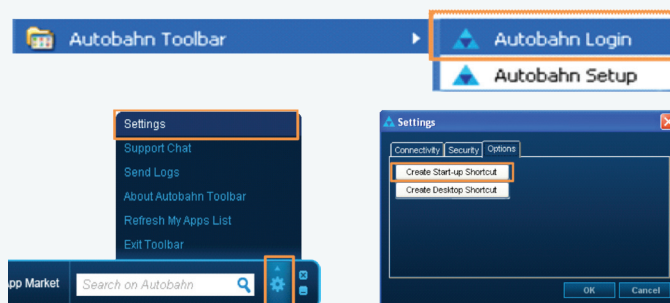 Autobahn Toolbar
Autobahn Login
Autobahn Setup
Settings
Support Chat
Send Logs
About Autobahn Toolbar
Refresh My Apps List
Exit Toolbar
pp Market
Search on Autobahn
Settings
Connectivity Security Options
Create Start-up Shortcut
Create Desktop Shortcut
OK Cancel